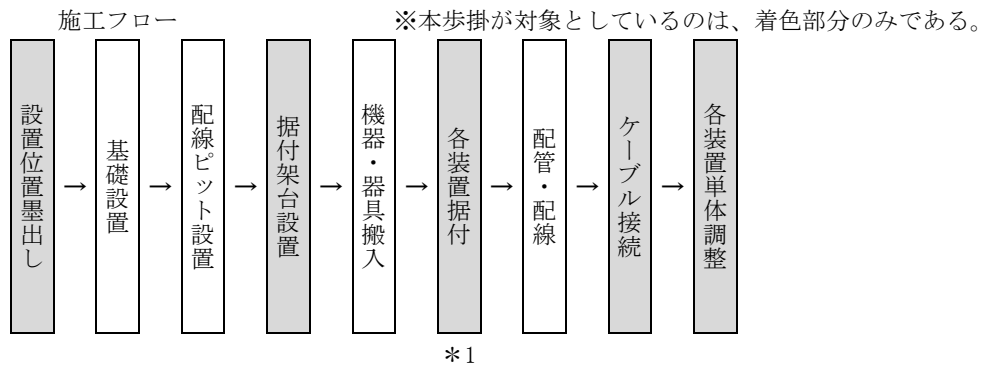 施工フロー ※本歩掛が対象としているのは、着色部分のみである。
設置位置墨出し → 基礎設置 → 配線ピット設置 → 据付架台設置 → 機器・器具搬入 → 各装置据付 → 配管・配線 → ケーブル接続 → 各装置単体調整
＊1